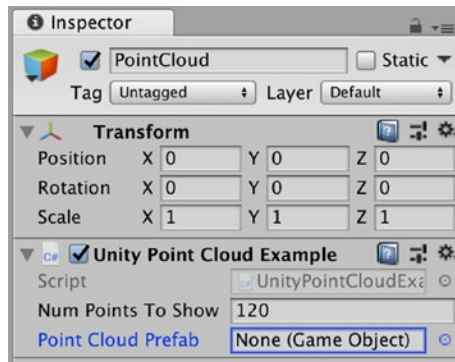 Inspector
PointCloud Static
Tag Untagged Layer Default
Transform
Position X 0 Y 0 Z 0
Rotation X 0 Y 0 Z 0
Scale X 1 Y 1 Z 1
C# Unity Point Cloud Example
Script C# UnityPointCloudExa
Num Points To Show 120
Point Cloud Prefab None (Game Object)